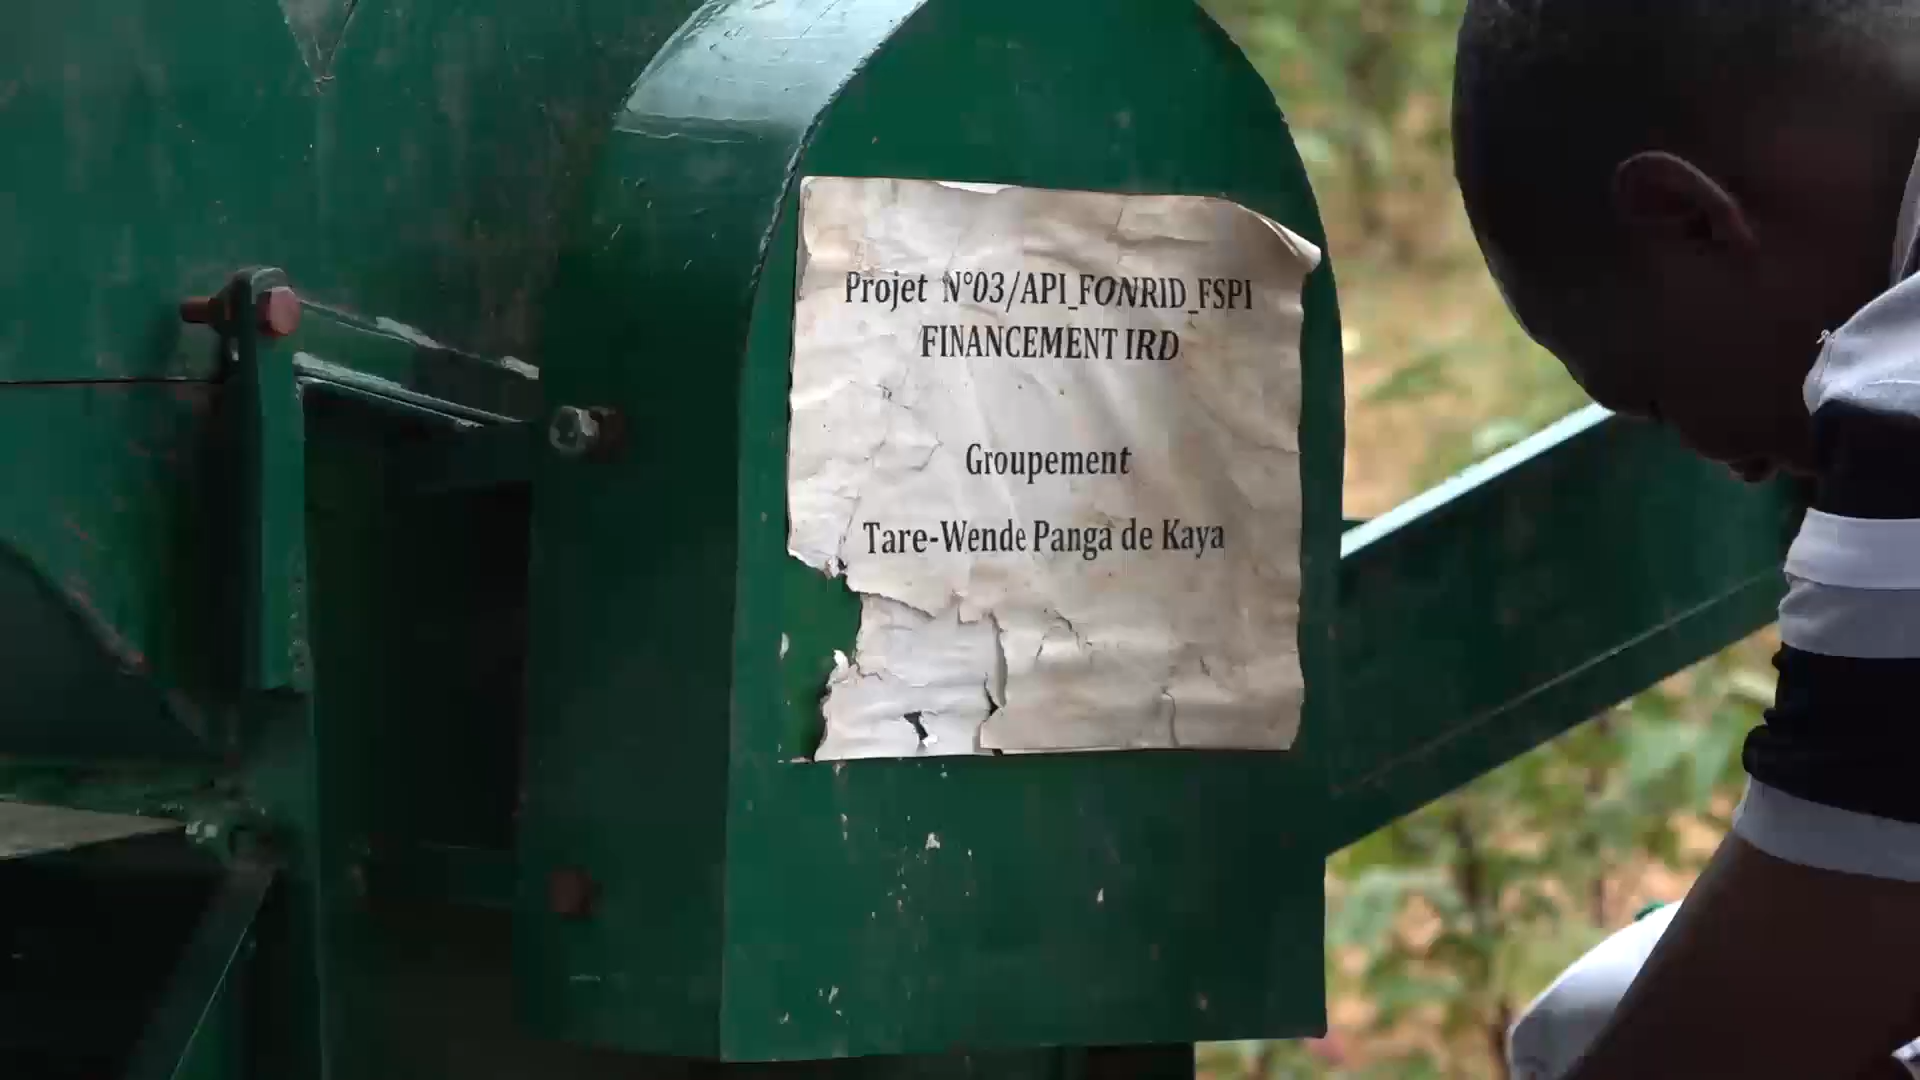 Projet N°03/API_FONRID_FSPI
FINANCEMENT IRD
Groupement
Tare-Wende Panga de Kaya